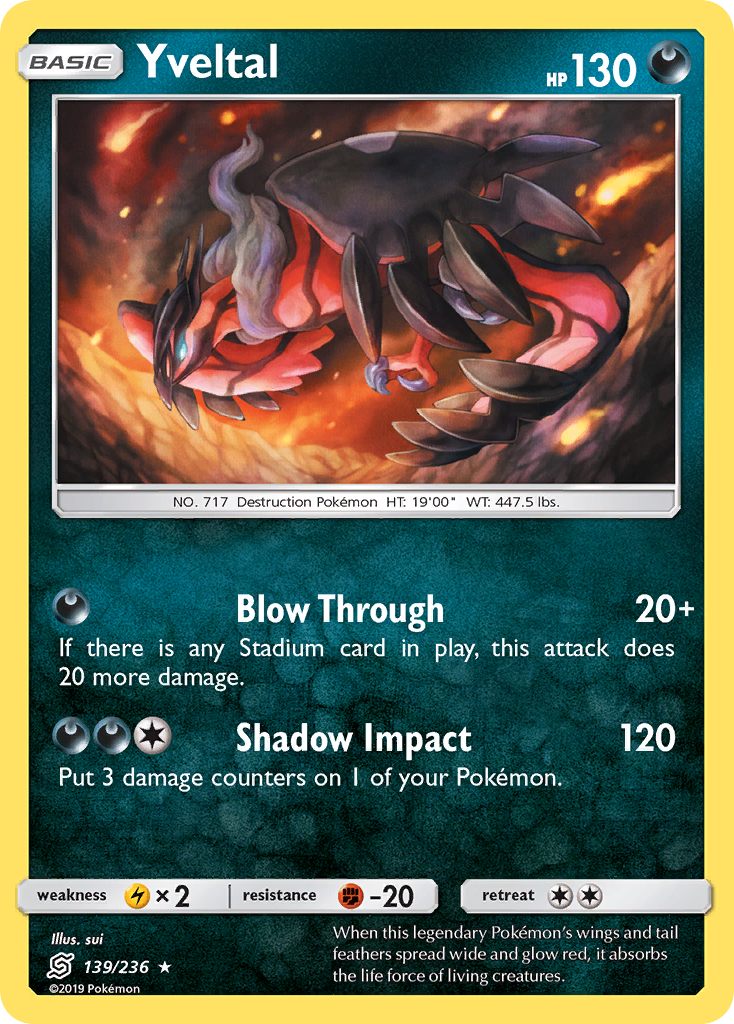 BASIC Yveltal HP 130
NO. 717 Destruction Pokémon HT: 19'00" WT: 447.5 lbs.
Blow Through 20+
If there is any Stadium card in play, this attack does
20 more damage.
Shadow Impact 120
Put 3 damage counters on 1 of your Pokémon.
weakness ×2 resistance -20 retreat
Illus. sui
139/236 ★
©2019 Pokémon
When this legendary Pokémon's wings and tail
feathers spread wide and glow red, it absorbs
the life force of living creatures.